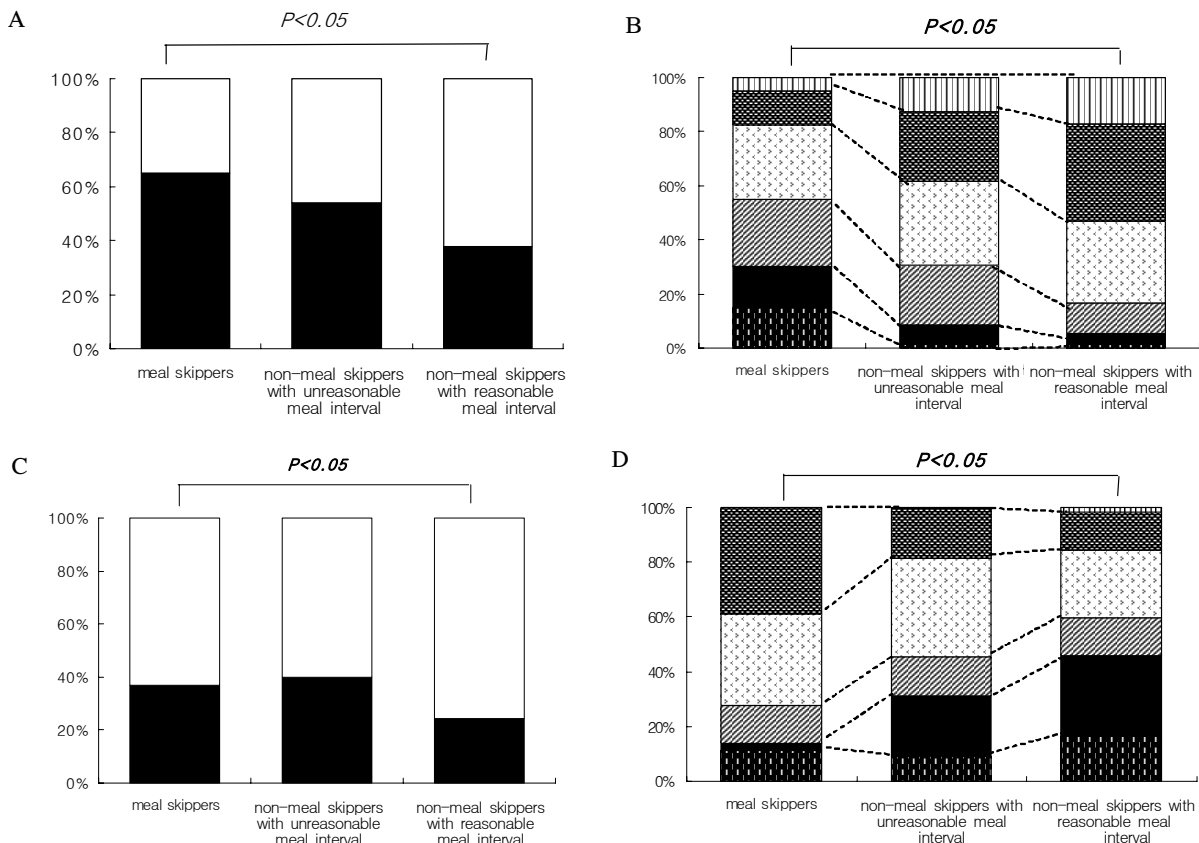 A
P<0.05
100%
80%
60%
40%
20%
0%
meal skippers
non-meal skippers
with unreasonable
meal interval
non-meal skippers
with reasonable
meal interval
B
P<0.05
100%
80%
60%
40%
20%
0%
meal skippers
non-meal skippers with
unreasonable meal
interval
non-meal skippers with
reasonable meal
interval
C
P<0.05
100%
80%
60%
40%
20%
0%
meal skippers
non-meal skippers
with unreasonable
meal interval
non-meal skippers
with reasonable
meal interval
D
P<0.05
100%
80%
60%
40%
20%
0%
meal skippers
non-meal skippers with
unreasonable meal
interval
non-meal skippers with
reasonable meal
interval